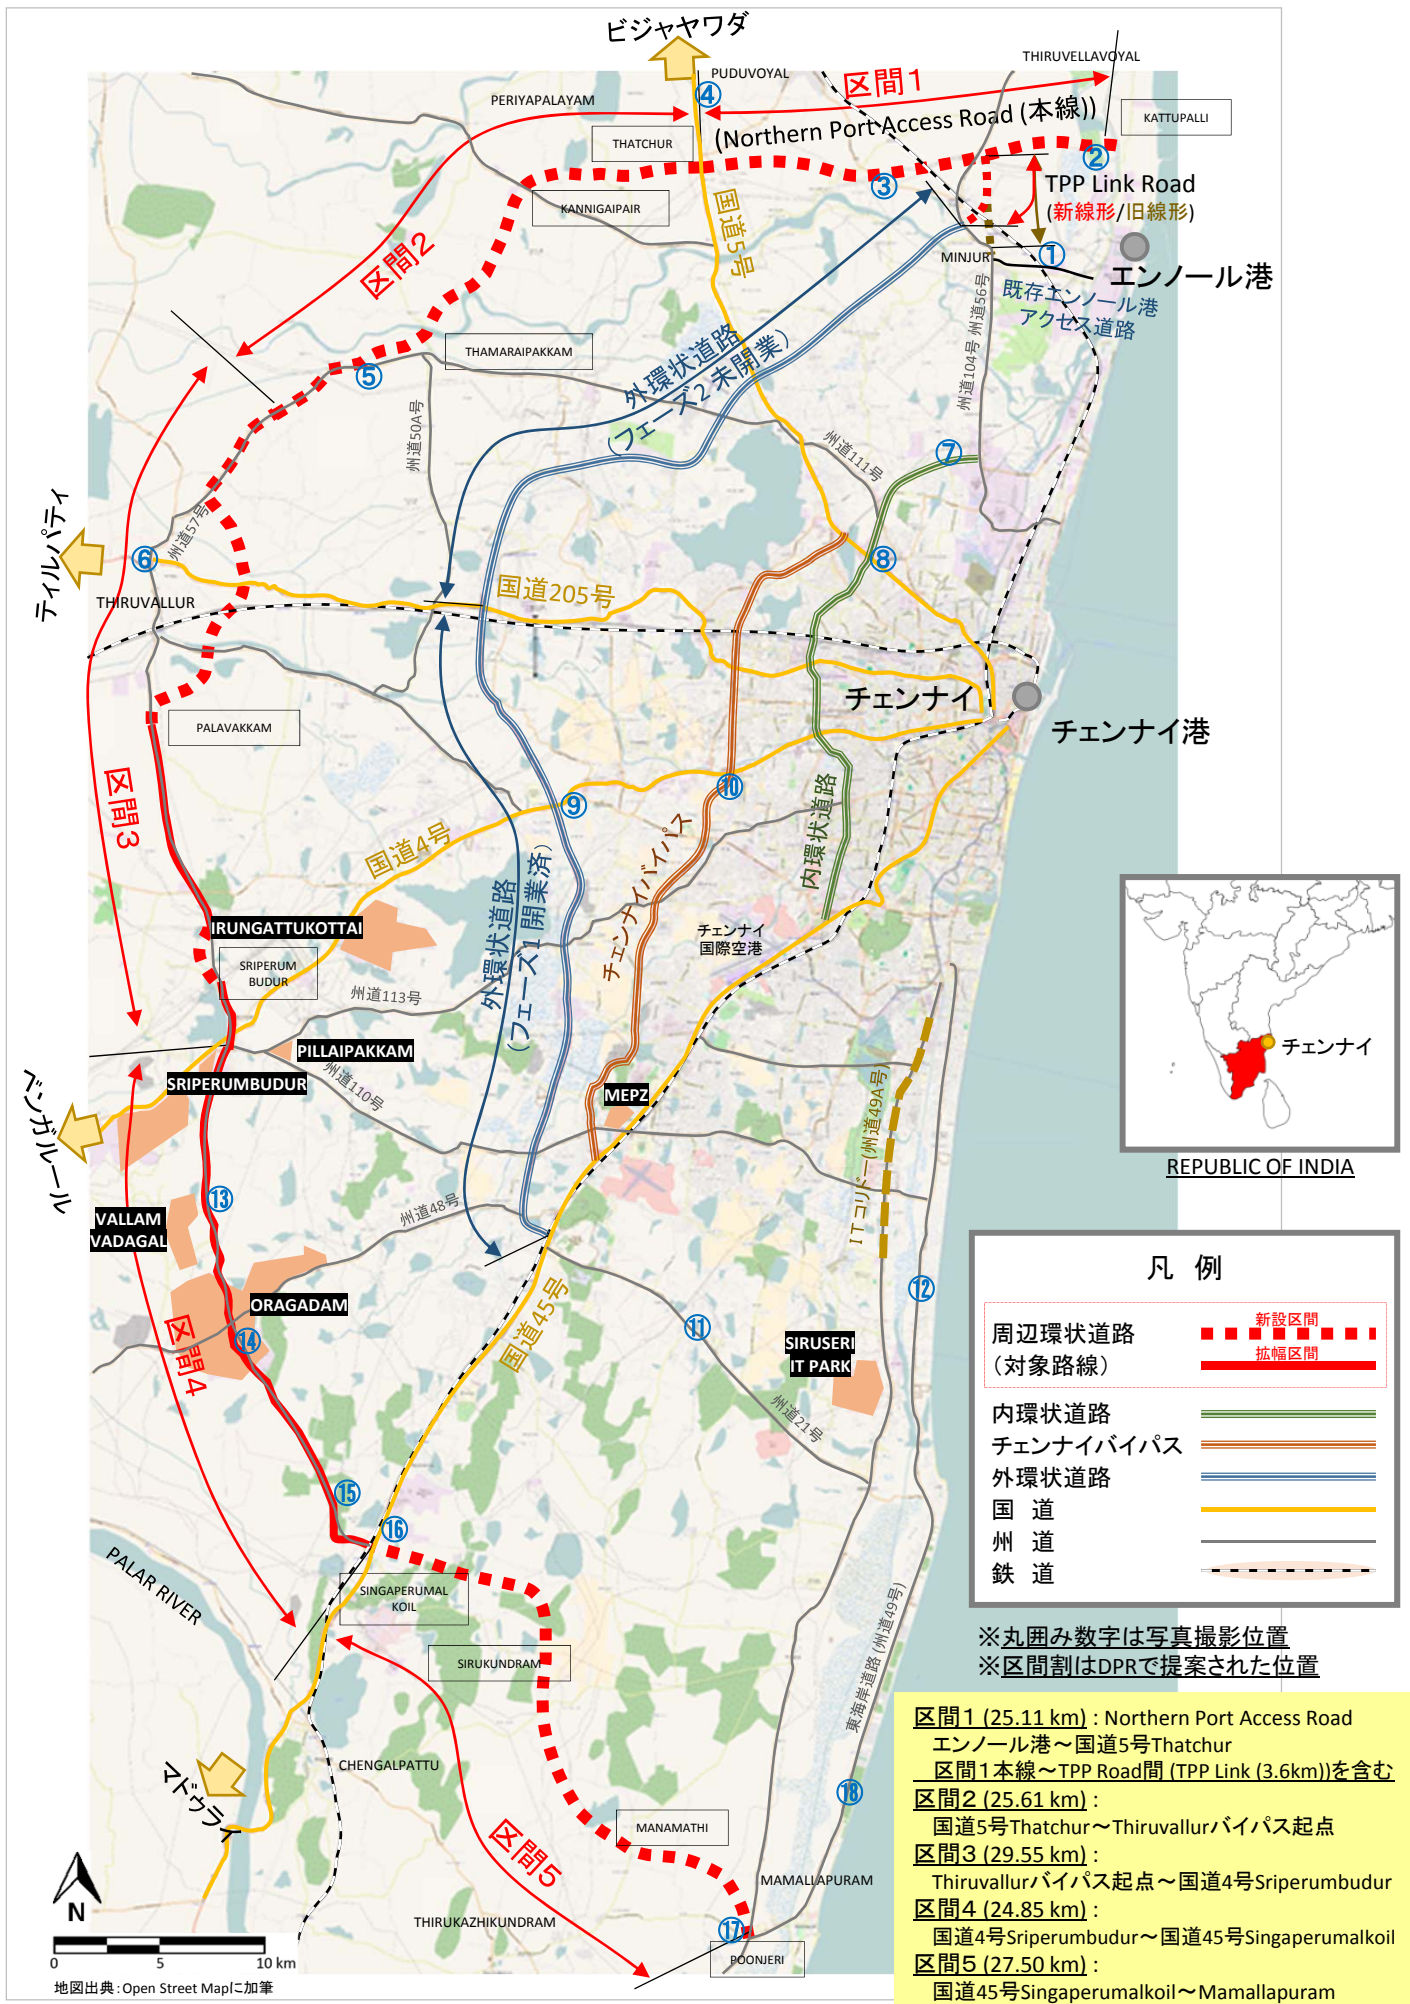 ビジャヤワダ
THIRUVELLAVOYAL
PUDUVOYAL
区間1
④
PERIYAPALAYAM
KATTUPALLI
(Northern Port Access Road (本線))
THATCHUR
②
③
TPP Link Road
(新線形/旧線形)
KANNIGAIPAIR
国道5号
区間2
MINJUR
①
エンノール港
既存エンノール港
アクセス道路
州道104号 州道56号
THAMARAIPAKKAM
⑤
外環状道路
(フェーズ2 未開業)
州道50A号
州道111号
⑦
ティルパティ
州道57号
⑥
⑧
国道205号
THIRUVALLUR
チェンナイ
チェンナイ港
PALAVAKKAM
区間3
⑩
⑨
内環状道路
国道4号
チェンナイバイパス
外環状道路
(フェーズ1 開業済)
IRUNGATTUKOTTAI
チェンナイ
国際空港
SRIPERUM
BUDUR
州道113号
チェンナイ
REPUBLIC OF INDIA
PILLAIPAKKAM
SRIPERUMBUDUR
州道110号
MEPZ
ITコリドー(州道49A号)
ベンガルール
⑬
VALLAM
VADAGAL
州道48号
⑫
ORAGADAM
区間4
⑭
国道45号
⑪
SIRUSERI
IT PARK
州道21号
凡 例
周辺環状道路
(対象路線)
新設区間
拡幅区間
内環状道路
チェンナイバイパス
外環状道路
国 道
州 道
鉄 道
⑮
⑯
PALAR RIVER
SINGAPERUMAL
KOIL
SIRUKUNDRAM
東海岸道路 (州道49号)
※丸囲み数字は写真撮影位置
※区間割はDPRで提案された位置
CHENGALPATTU
マドゥライ
⑱
MANAMATHI
区間5
MAMALLAPURAM
THIRUKAZHIKUNDRAM
⑰
POONJERI
N
0 5 10 km
地図出典：Open Street Mapに加筆
区間1 (25.11 km) : Northern Port Access Road
エンノール港～国道5号Thatchur
区間1本線～TPP Road間 (TPP Link (3.6km))を含む
区間2 (25.61 km) :
国道5号Thatchur～Thiruvallurバイパス起点
区間3 (29.55 km) :
Thiruvallurバイパス起点～国道4号Sriperumbudur
区間4 (24.85 km) :
国道4号Sriperumbudur～国道45号Singaperumalkoil
区間5 (27.50 km) :
国道45号Singaperumalkoil～Mamallapuram